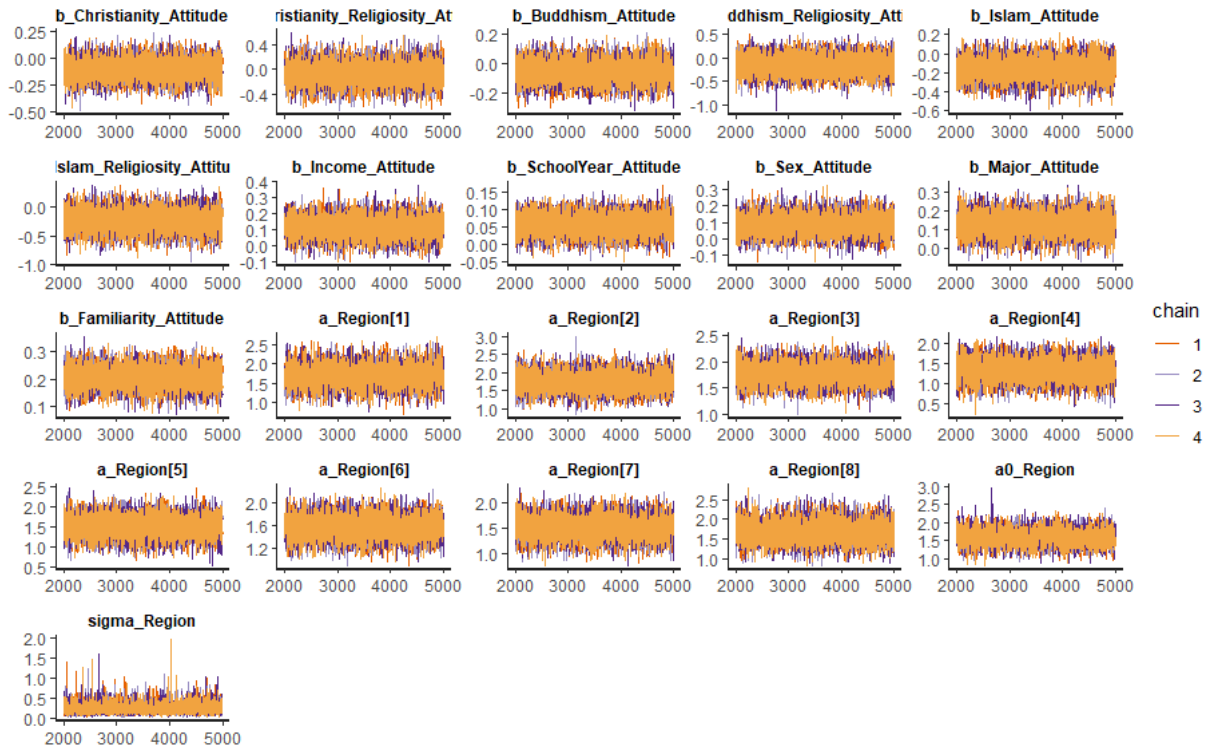 b_Christianity_Attitude ristianity_Religiosity_Att b_Buddhism_Attitude ddhism_Religiosity_Atti b_Islam_Attitude
0.25 0.00 -0.25 -0.50
0.4 0.0 -0.4
0.2 0.0 -0.2
0.5 0.0 -0.5 -1.0
0.2 0.0 -0.2 -0.4 -0.6
2000 3000 4000 5000 2000 3000 4000 5000 2000 3000 4000 5000 2000 3000 4000 5000 2000 3000 4000 5000
slam_Religiosity_Attitu b_Income_Attitude b_SchoolYear_Attitude b_Sex_Attitude b_Major_Attitude
0.0 -0.5 -1.0
0.4 0.3 0.2 0.1 0.0 -0.1
0.15 0.10 0.05 0.00 -0.05
0.3 0.2 0.1 0.0 -0.1
0.3 0.2 0.1 0.0
2000 3000 4000 5000 2000 3000 4000 5000 2000 3000 4000 5000 2000 3000 4000 5000 2000 3000 4000 5000
b_Familiarity_Attitude a_Region[1] a_Region[2] a_Region[3] a_Region[4]
0.3 0.2 0.1
2.5 2.0 1.5 1.0
3.0 2.5 2.0 1.5 1.0
2.5 2.0 1.5 1.0
2.0 1.5 1.0 0.5
2000 3000 4000 5000 2000 3000 4000 5000 2000 3000 4000 5000 2000 3000 4000 5000 2000 3000 4000 5000
a_Region[5] a_Region[6] a_Region[7] a_Region[8] a0_Region
2.5 2.0 1.5 1.0 0.5
2.0 1.6 1.2
2.0 1.5 1.0
2.5 2.0 1.5 1.0
3.0 2.5 2.0 1.5 1.0
2000 3000 4000 5000 2000 3000 4000 5000 2000 3000 4000 5000 2000 3000 4000 5000 2000 3000 4000 5000
sigma_Region
2.0 1.5 1.0 0.5 0.0
2000 3000 4000 5000
chain
1
2
3
4